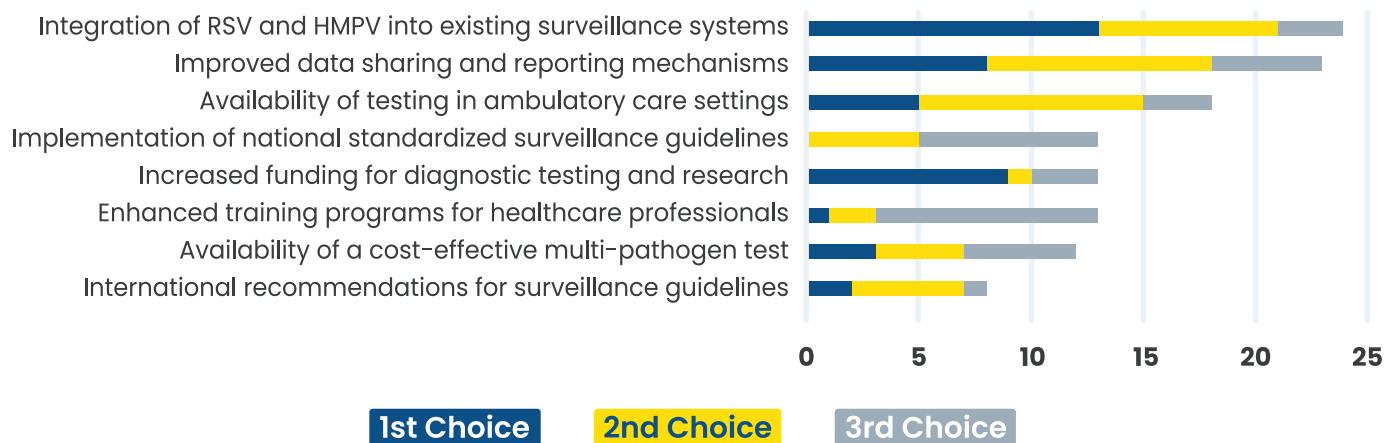 Integration of RSV and HMPV into existing surveillance systems
Improved data sharing and reporting mechanisms
Availability of testing in ambulatory care settings
Implementation of national standardized surveillance guidelines
Increased funding for diagnostic testing and research
Enhanced training programs for healthcare professionals
Availability of a cost-effective multi-pathogen test
International recommendations for surveillance guidelines
0 5 10 15 20 25
1st Choice 2nd Choice 3rd Choice